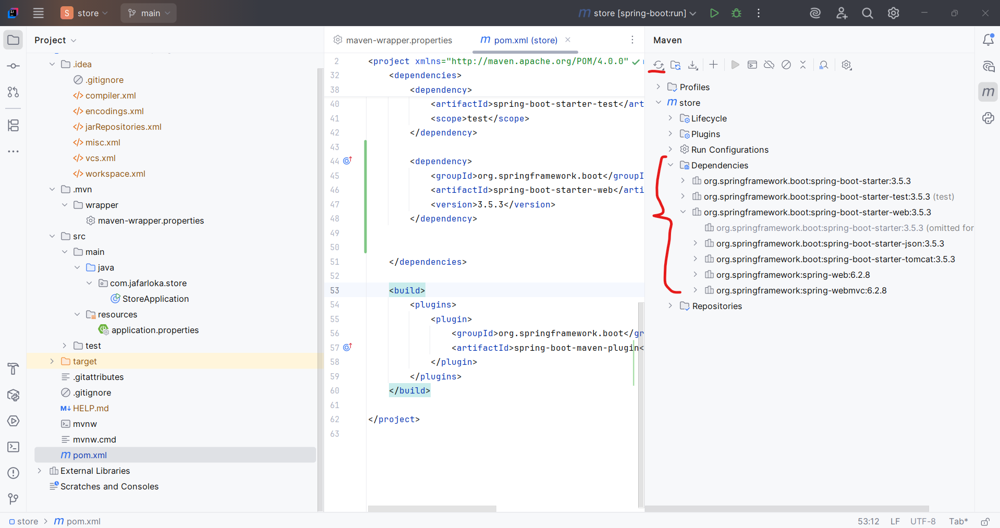 S store main store [spring-boot:run]
Project
.idea
.gitignore
compiler.xml
encodings.xml
jarRepositories.xml
misc.xml
vcs.xml
workspace.xml
.mvn
wrapper
maven-wrapper.properties
src
main
java
com.jafarloka.store
StoreApplication
resources
application.properties
test
target
.gitattributes
.gitignore
M↓ HELP.md
mvnw
mvnw.cmd
m pom.xml
External Libraries
Scratches and Consoles
maven-wrapper.properties m pom.xml (store)
2 <project xmlns="http://maven.apache.org/POM/4.0.0"
32 <dependencies>
38 <dependency>
40 <artifactId>spring-boot-starter-test</art
41 <scope>test</scope>
42 </dependency>
43
44 <dependency>
45 <groupId>org.springframework.boot</groupI
46 <artifactId>spring-boot-starter-web</arti
47 <version>3.5.3</version>
48 </dependency>
49
50
51 </dependencies>
52
53 <build>
54 <plugins>
55 <plugin>
56 <groupId>org.springframework.boot</gr
57 <artifactId>spring-boot-maven-plugin<
58 </plugin>
59 </plugins>
60 </build>
61
62 </project>
63
Maven
Profiles
m store
Lifecycle
Plugins
Run Configurations
Dependencies
org.springframework.boot:spring-boot-starter:3.5.3
org.springframework.boot:spring-boot-starter-test:3.5.3 (test)
org.springframework.boot:spring-boot-starter-web:3.5.3
org.springframework.boot:spring-boot-starter:3.5.3 (omitted for
org.springframework.boot:spring-boot-starter-json:3.5.3
org.springframework.boot:spring-boot-starter-tomcat:3.5.3
org.springframework:spring-web:6.2.8
org.springframework:spring-webmvc:6.2.8
Repositories
store > m pom.xml 53:12 LF UTF-8 Tab*